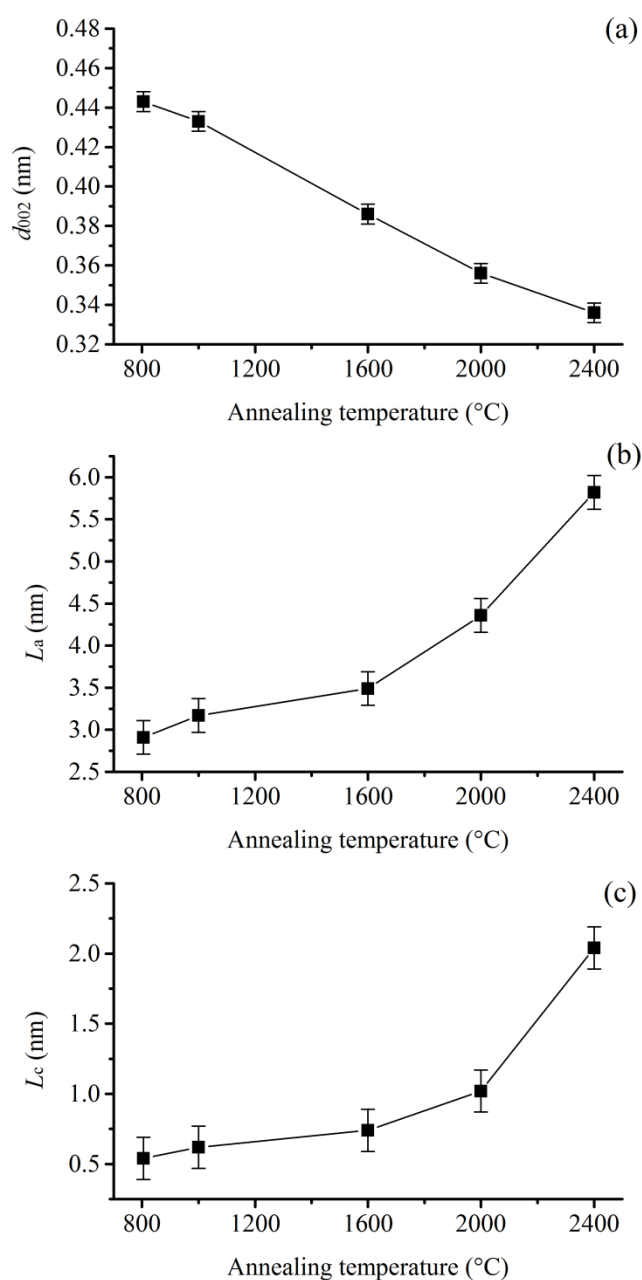 (a)
0.48
0.46
0.44
0.42
0.40
0.38
0.36
0.34
0.32
d002 (nm)
800 1200 1600 2000 2400
Annealing temperature (°C)
(b)
6.0
5.5
5.0
4.5
4.0
3.5
3.0
2.5
La (nm)
800 1200 1600 2000 2400
Annealing temperature (°C)
(c)
2.5
2.0
1.5
1.0
0.5
Lc (nm)
800 1200 1600 2000 2400
Annealing temperature (°C)